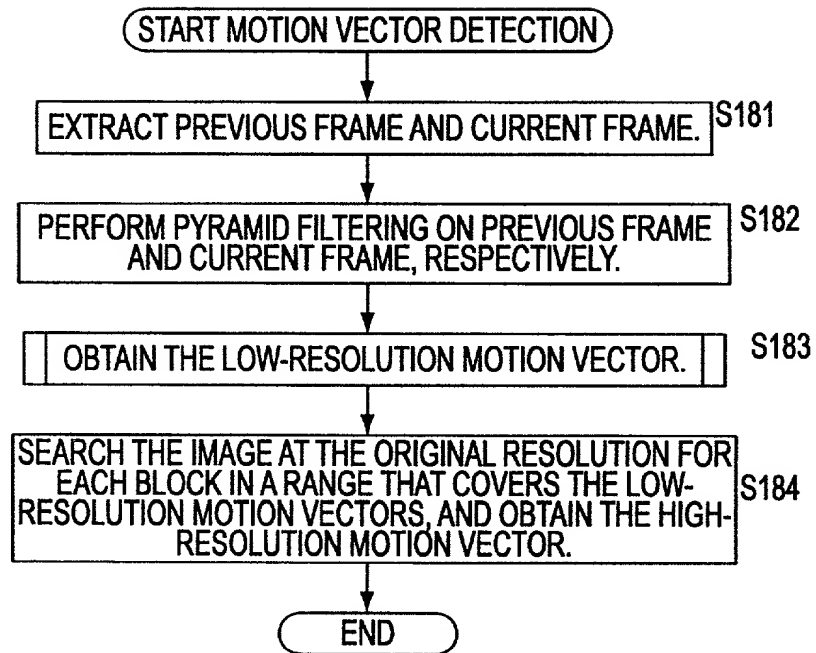 START MOTION VECTOR DETECTION
EXTRACT PREVIOUS FRAME AND CURRENT FRAME.
S181
PERFORM PYRAMID FILTERING ON PREVIOUS FRAME
AND CURRENT FRAME, RESPECTIVELY.
S182
OBTAIN THE LOW-RESOLUTION MOTION VECTOR.
S183
SEARCH THE IMAGE AT THE ORIGINAL RESOLUTION FOR
EACH BLOCK IN A RANGE THAT COVERS THE LOW-
RESOLUTION MOTION VECTORS, AND OBTAIN THE HIGH-
RESOLUTION MOTION VECTOR.
S184
END